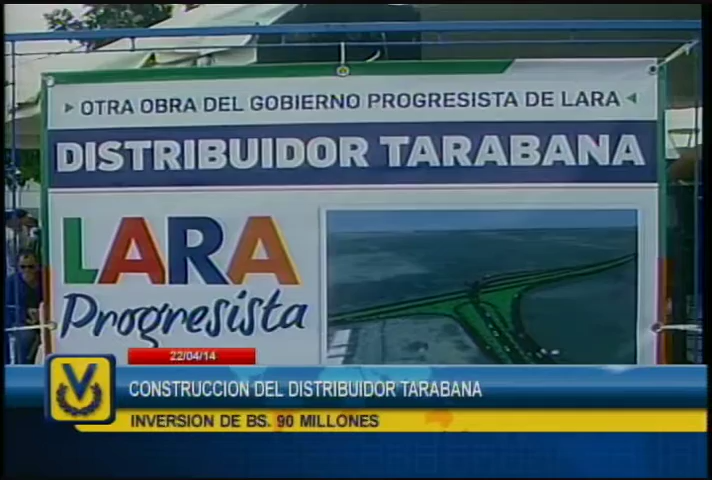 ▸ OTRA OBRA DEL GOBIERNO PROGRESISTA DE LARA ◂
DISTRIBUIDOR TARABANA
LARA
Progresista
22/04/14
V
CONSTRUCCION DEL DISTRIBUIDOR TARABANA
INVERSION DE BS. 90 MILLONES